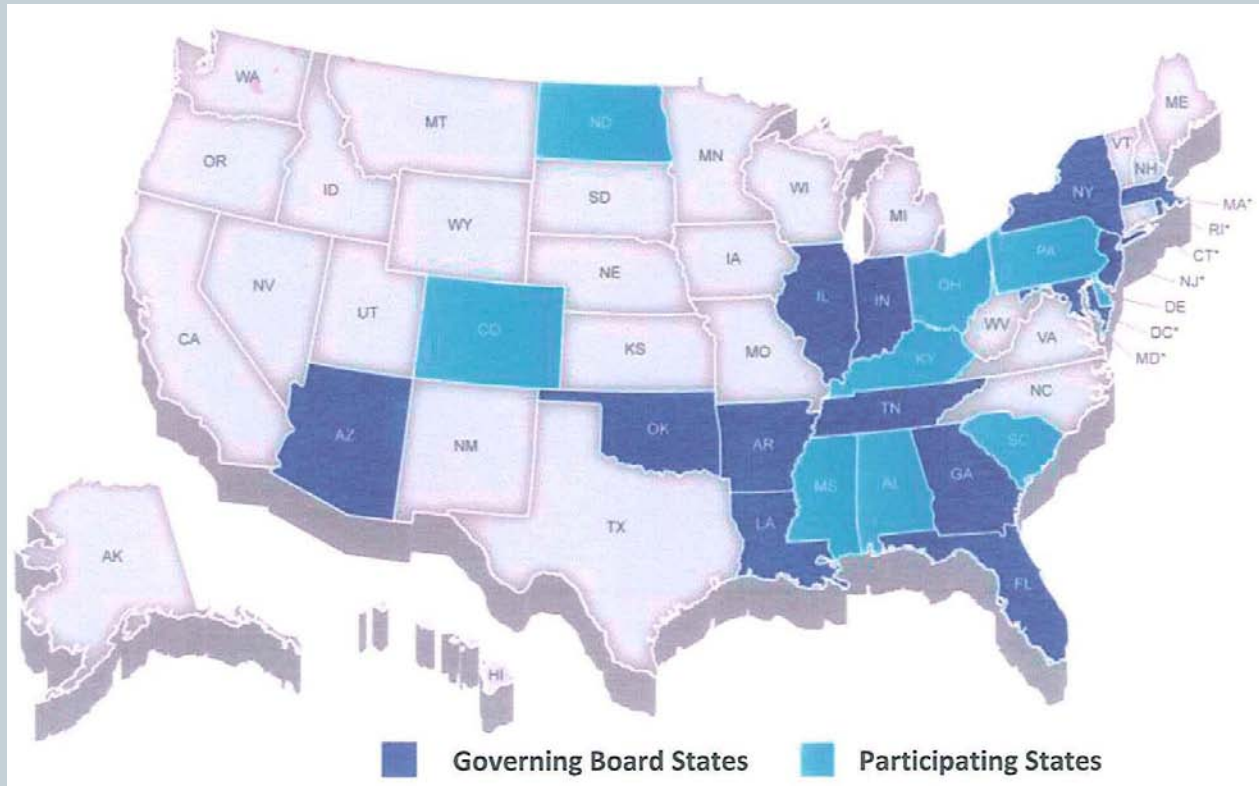 WA
MT
ND
MN
ME
OR
ID
SD
WI
VT
NH
NY
MA*
WY
MI
RI*
CT*
NV
NE
IA
PA
NJ*
UT
IL
IN
OH
DE
CA
CO
KS
MO
WV
VA
DC*
MD*
KY
NC
AZ
NM
OK
AR
TN
SC
MS
AL
GA
TX
LA
AK
FL
HI
Governing Board States
Participating States